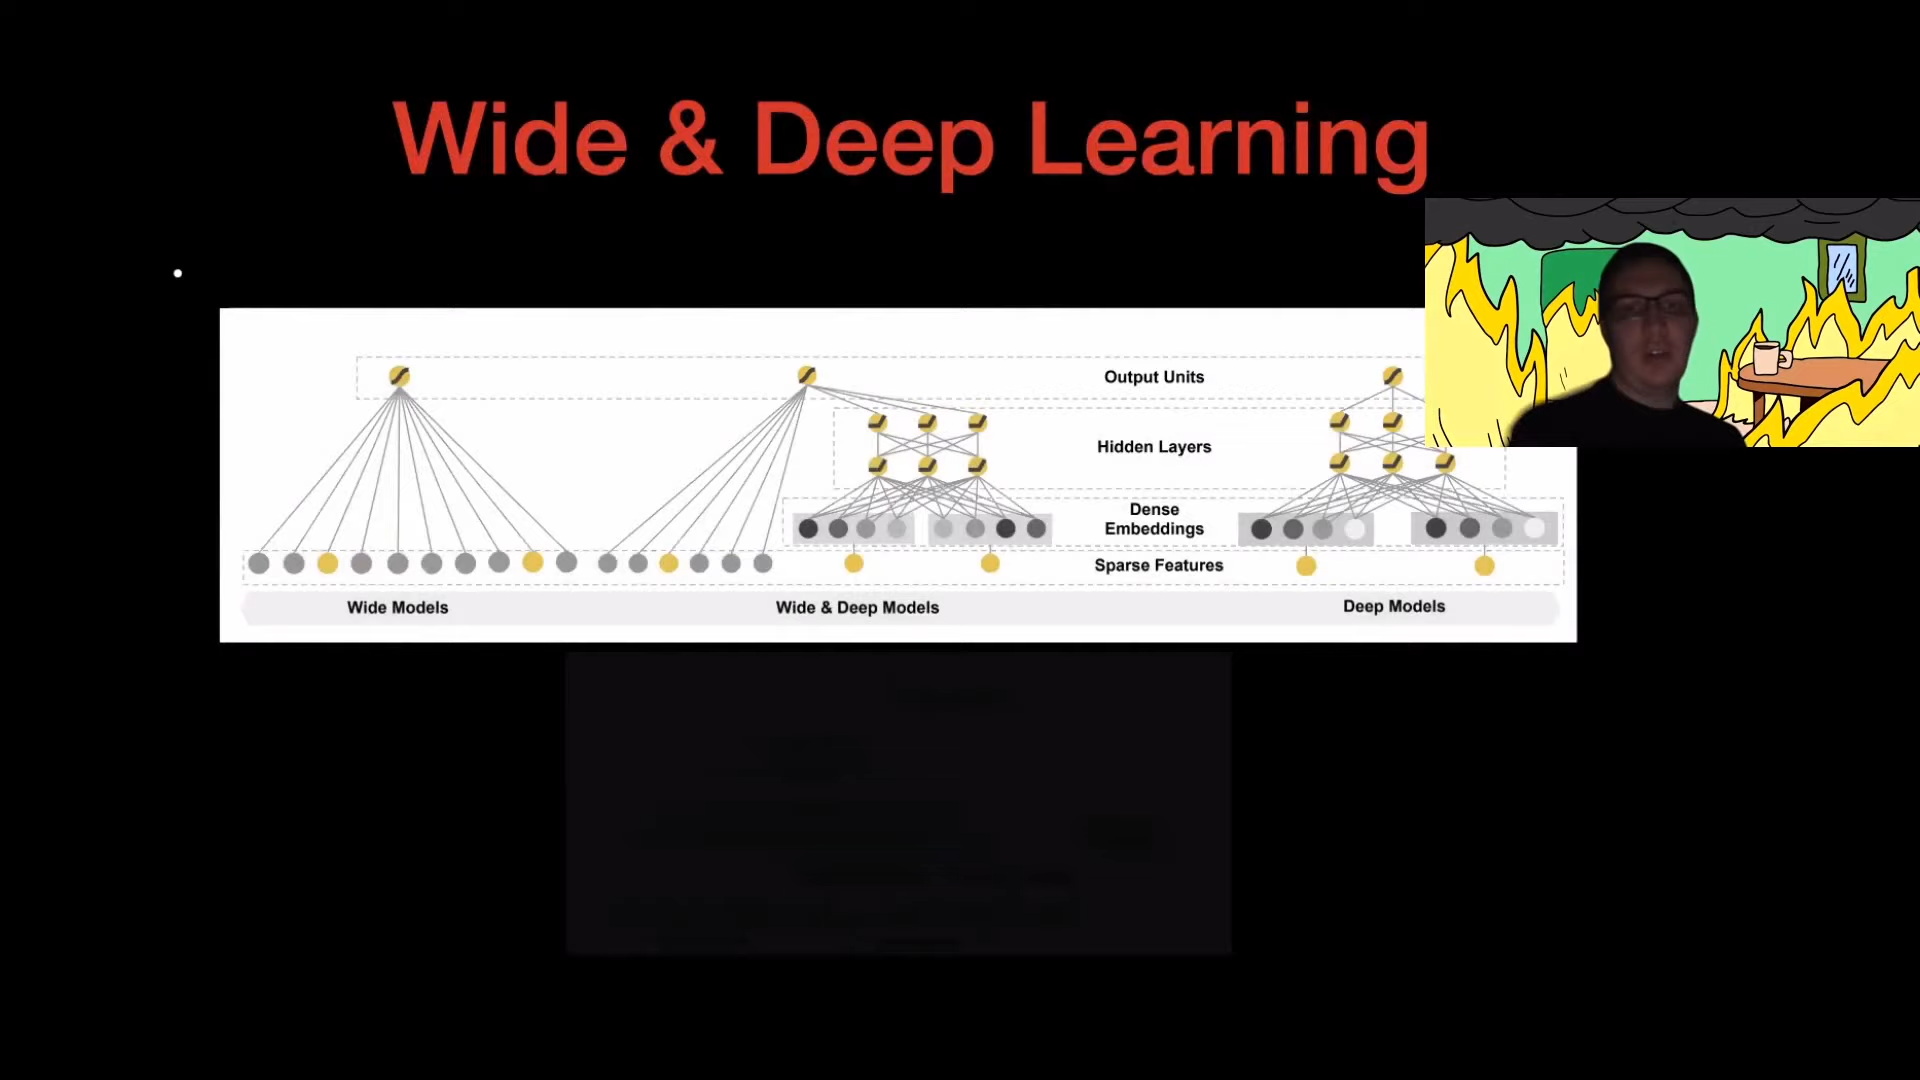 Wide & Deep Learning
Output Units
Hidden Layers
Dense
Embeddings
Sparse Features
Wide Models
Wide & Deep Models
Deep Models